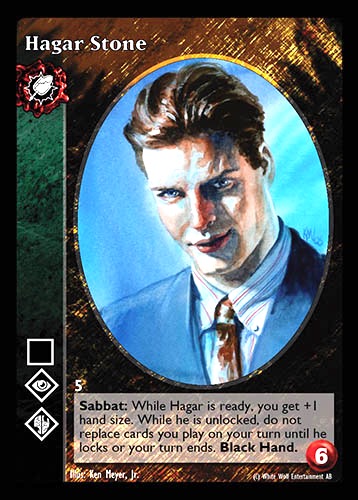 Hagar Stone
5
Sabbat: While Hagar is ready, you get +1
hand size. While he is unlocked, do not
replace cards you play on your turn until he
locks or your turn ends. Black Hand.
6
Illus: Ken Meyer, Jr.
(c) White Wolf Entertainment AB